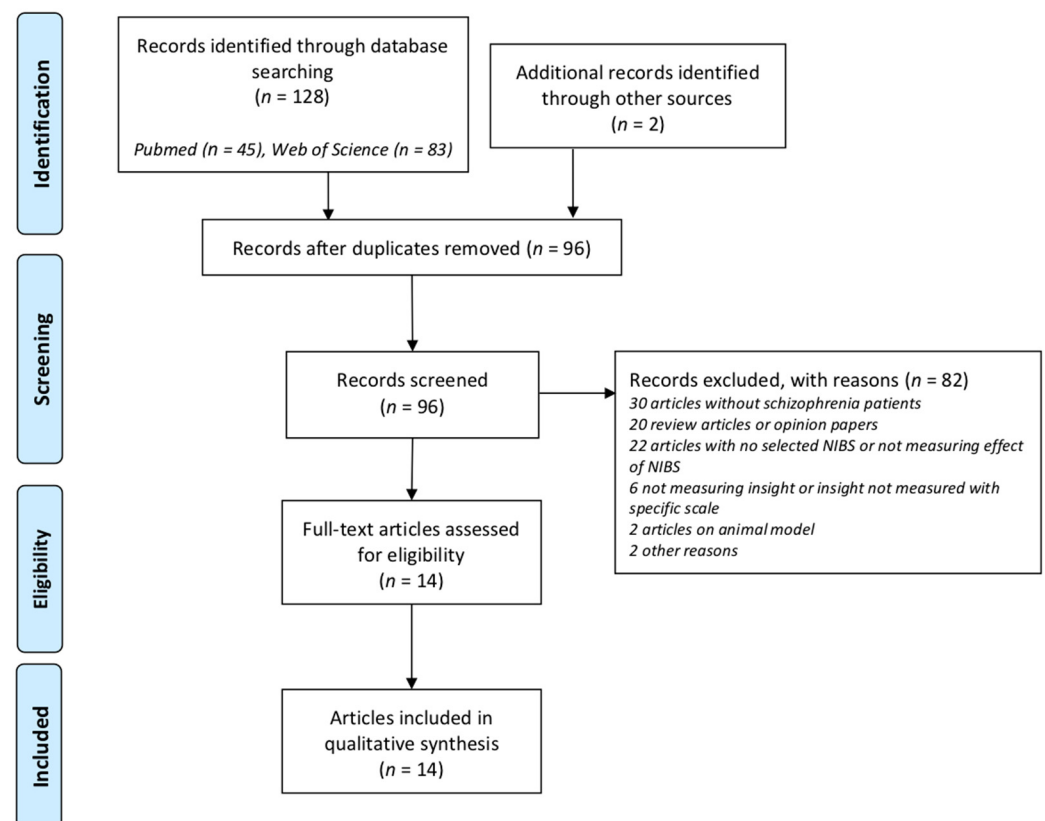 Identification
Records identified through database
searching
(n = 128)
Pubmed (n = 45), Web of Science (n = 83)
Additional records identified
through other sources
(n = 2)
Records after duplicates removed (n = 96)
Screening
Records screened
(n = 96)
Records excluded, with reasons (n = 82)
30 articles without schizophrenia patients
20 review articles or opinion papers
22 articles with no selected NIBS or not measuring effect
of NIBS
6 not measuring insight or insight not measured with
specific scale
2 articles on animal model
2 other reasons
Eligibility
Full-text articles assessed
for eligibility
(n = 14)
Included
Articles included in
qualitative synthesis
(n = 14)